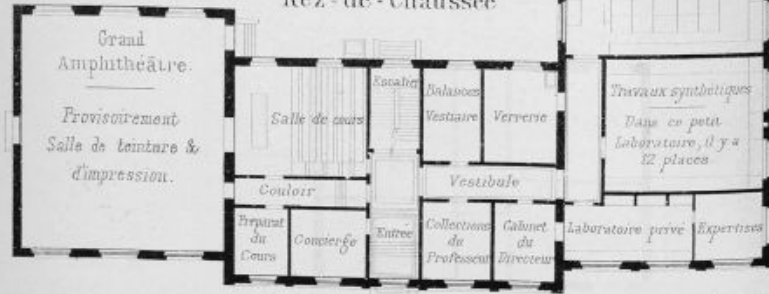 Rez-de-Chaussée
Grand
Amphithéâtre.
Provisoirement
Salle de teinture &
d'impression.
Salle de cours
Escalier
Balances
Vestiaire
Verrerie
Travaux synthétiques
Dans ce petit
Laboratoire, il y a
12 places
Couloir
Vestibule
Préparat
du
Cours
Concierge
Entrée
Collections
du
Professeur
Cabinet
du
Directeur
Laboratoire privé
Expertises